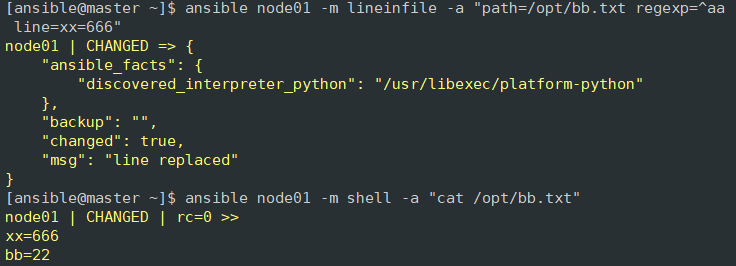 [ansible@master ~]$ ansible node01 -m lineinfile -a "path=/opt/bb.txt regexp=^aa
 line=xx=666"
node01 | CHANGED => {
    "ansible_facts": {
        "discovered_interpreter_python": "/usr/libexec/platform-python"
    },
    "backup": "",
    "changed": true,
    "msg": "line replaced"
}
[ansible@master ~]$ ansible node01 -m shell -a "cat /opt/bb.txt"
node01 | CHANGED | rc=0 >>
xx=666
bb=22